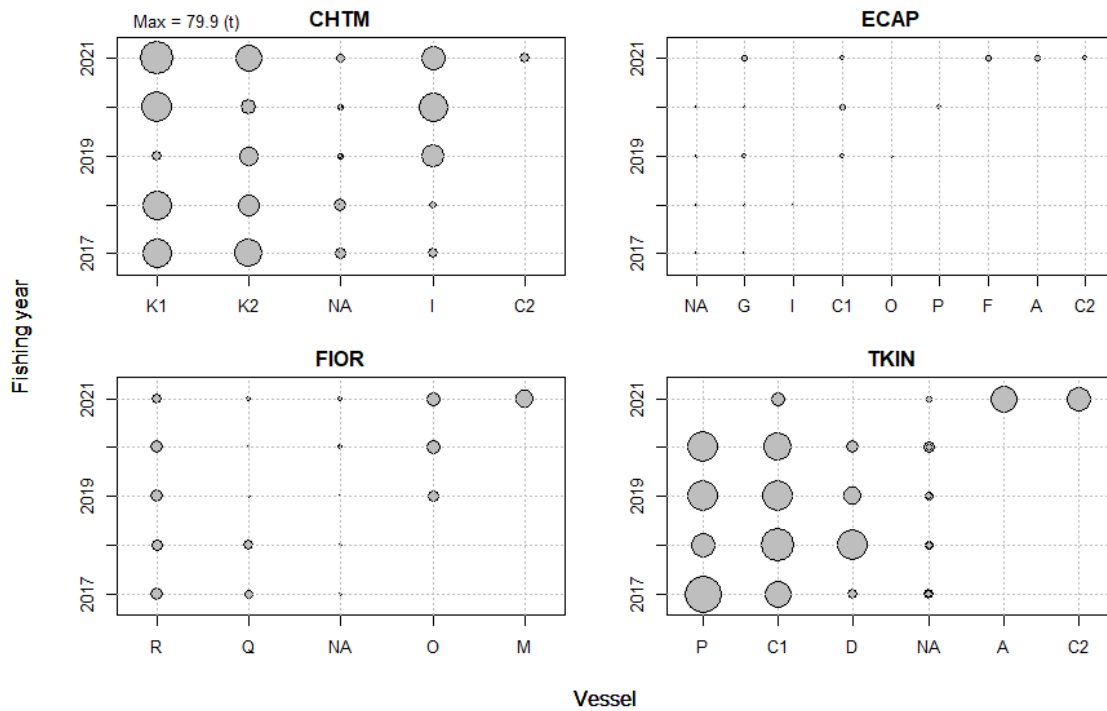 Max = 79.9 (t)
CHTM
2021
2019
2017
K1 K2 NA I C2
ECAP
2021
2019
2017
NA G I C1 O P F A C2
Fishing year
FIOR
2021
2019
2017
R Q NA O M
TKIN
2021
2019
2017
P C1 D NA A C2
Vessel